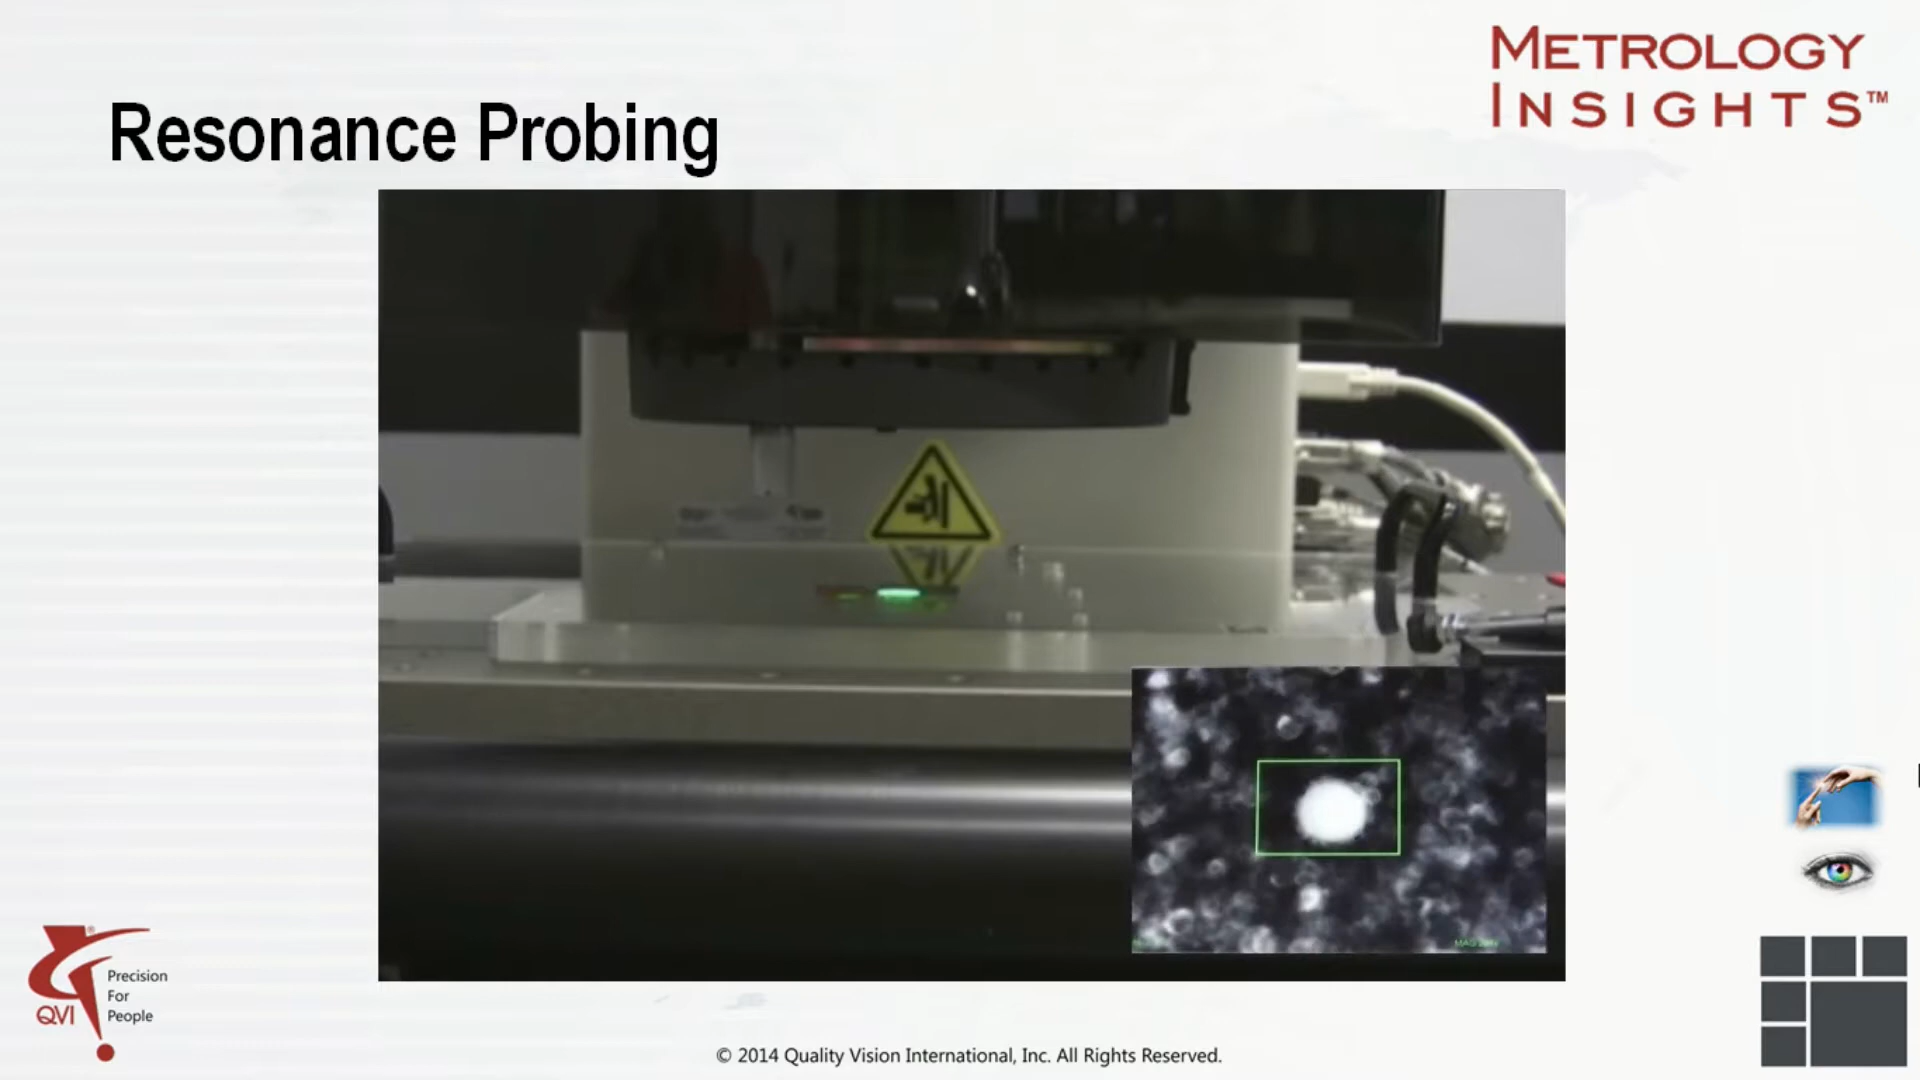 METROLOGY
INSIGHTS™
Resonance Probing
QVI®
Precision
For
People
© 2014 Quality Vision International, Inc. All Rights Reserved.